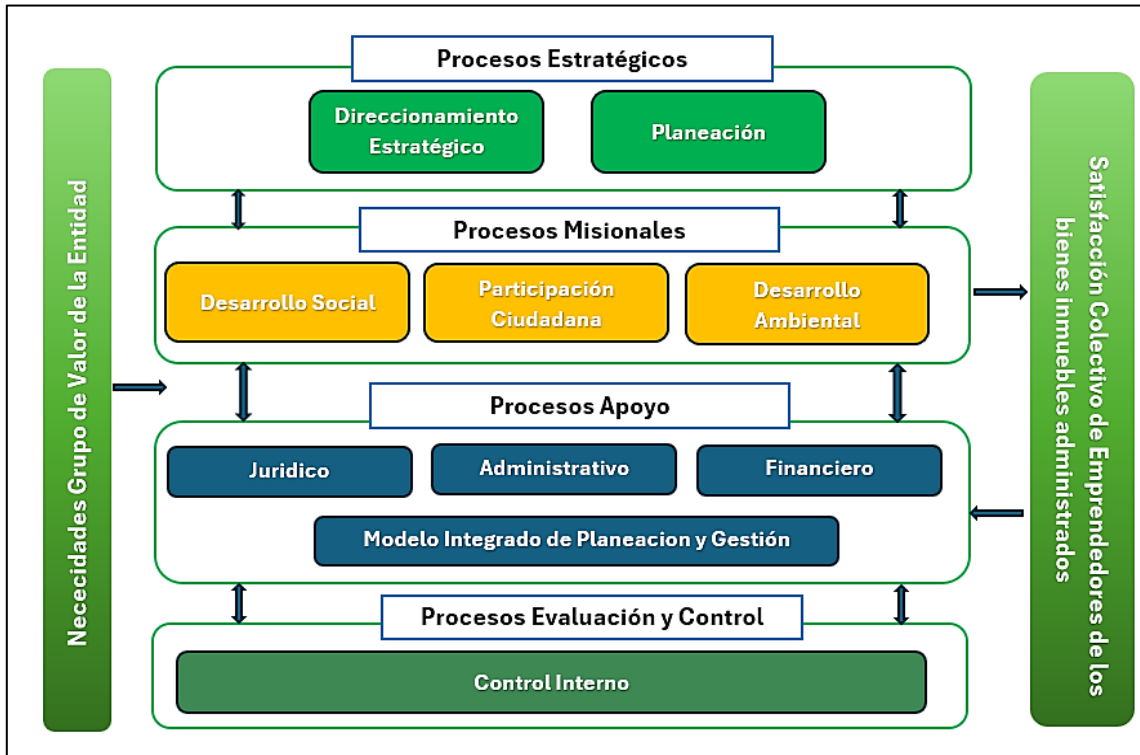 Nececidades Grupo de Valor de la Entidad
Procesos Estratégicos
Direccionamiento
Estratégico
Planeación
Procesos Misionales
Desarrollo Social
Participación
Ciudadana
Desarrollo
Ambiental
Procesos Apoyo
Juridico
Administrativo
Financiero
Modelo Integrado de Planeacion y Gestión
Procesos Evaluación y Control
Control Interno
Satisfacción Colectivo de Emprendedores de los
bienes inmuebles administrados